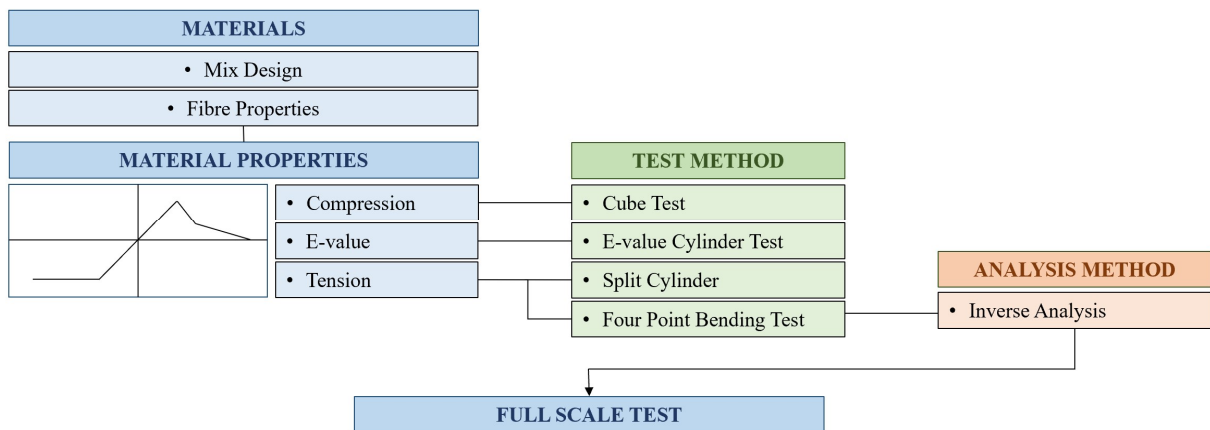 MATERIALS
• Mix Design
• Fibre Properties
MATERIAL PROPERTIES
• Compression
• E-value
• Tension
TEST METHOD
• Cube Test
• E-value Cylinder Test
• Split Cylinder
• Four Point Bending Test
ANALYSIS METHOD
• Inverse Analysis
FULL SCALE TEST